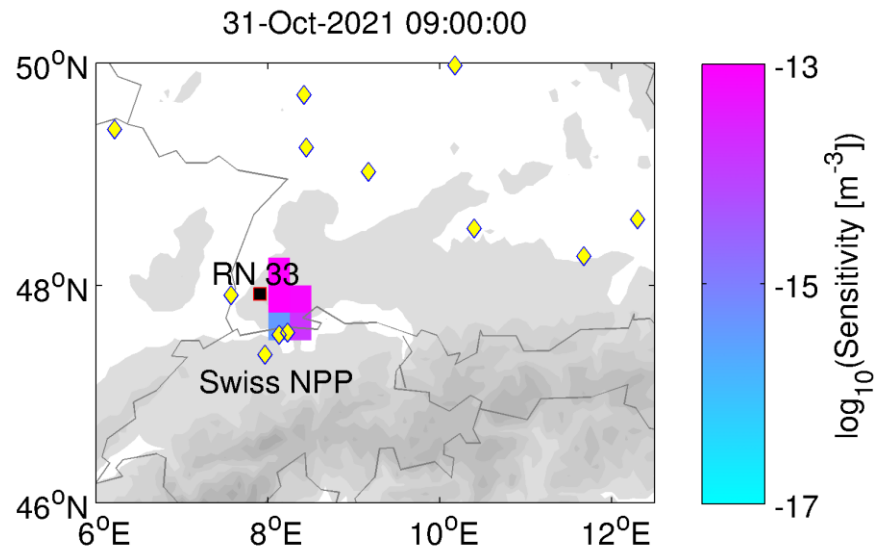 31-Oct-2021 09:00:00
50°N
48°N
46°N
6°E
8°E
10°E
12°E
RN 33
Swiss NPP
-13
-15
-17
log10(Sensitivity [m-3])